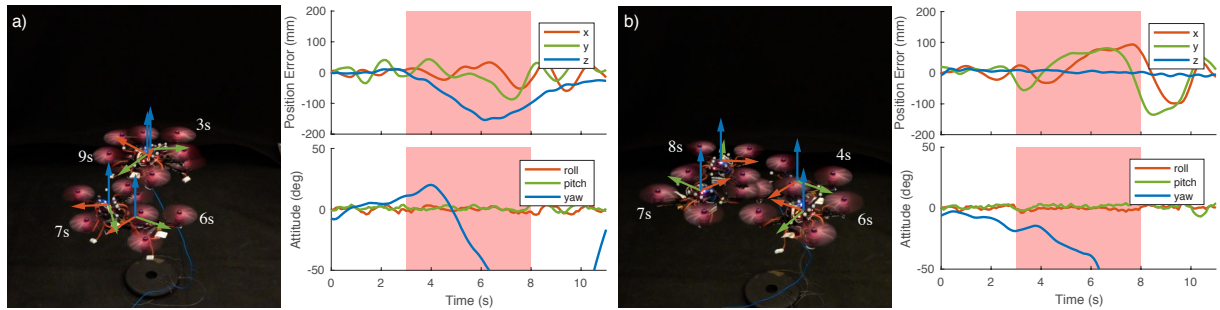 a)
3s
9s
7s
6s
Position Error (mm)
200
100
0
-100
-200
x
y
z
Attitude (deg)
50
0
-50
roll
pitch
yaw
0 2 4 6 8 10
Time (s)
b)
8s
4s
7s
6s
Position Error (mm)
200
100
0
-100
-200
x
y
z
Attitude (deg)
50
0
-50
roll
pitch
yaw
0 2 4 6 8 10
Time (s)